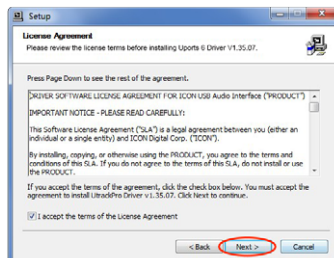 Setup
License Agreement
Please review the license terms before installing Uports 6 Driver V1.35.07.
Press Page Down to see the rest of the agreement.
DRIVER SOFTWARE LICENSE AGREEMENT FOR ICON USB Audio Interface ("PRODUCT")
IMPORTANT NOTICE - PLEASE READ CAREFULLY:
This Software License Agreement ("SLA") is a legal agreement between you (either an
individual or a single entity) and ICON Digital Corp. ("ICON").
By installing, copying, or otherwise using the PRODUCT, you agree to the terms and
conditions of this SLA. If you do not agree to the terms of this SLA, do not install or use
the PRODUCT.
If you accept the terms of the agreement, click the check box below. You must accept the
agreement to install UtrackPro Driver v1.35.07. Click Next to continue.
I accept the terms of the License Agreement
< Back Next > Cancel